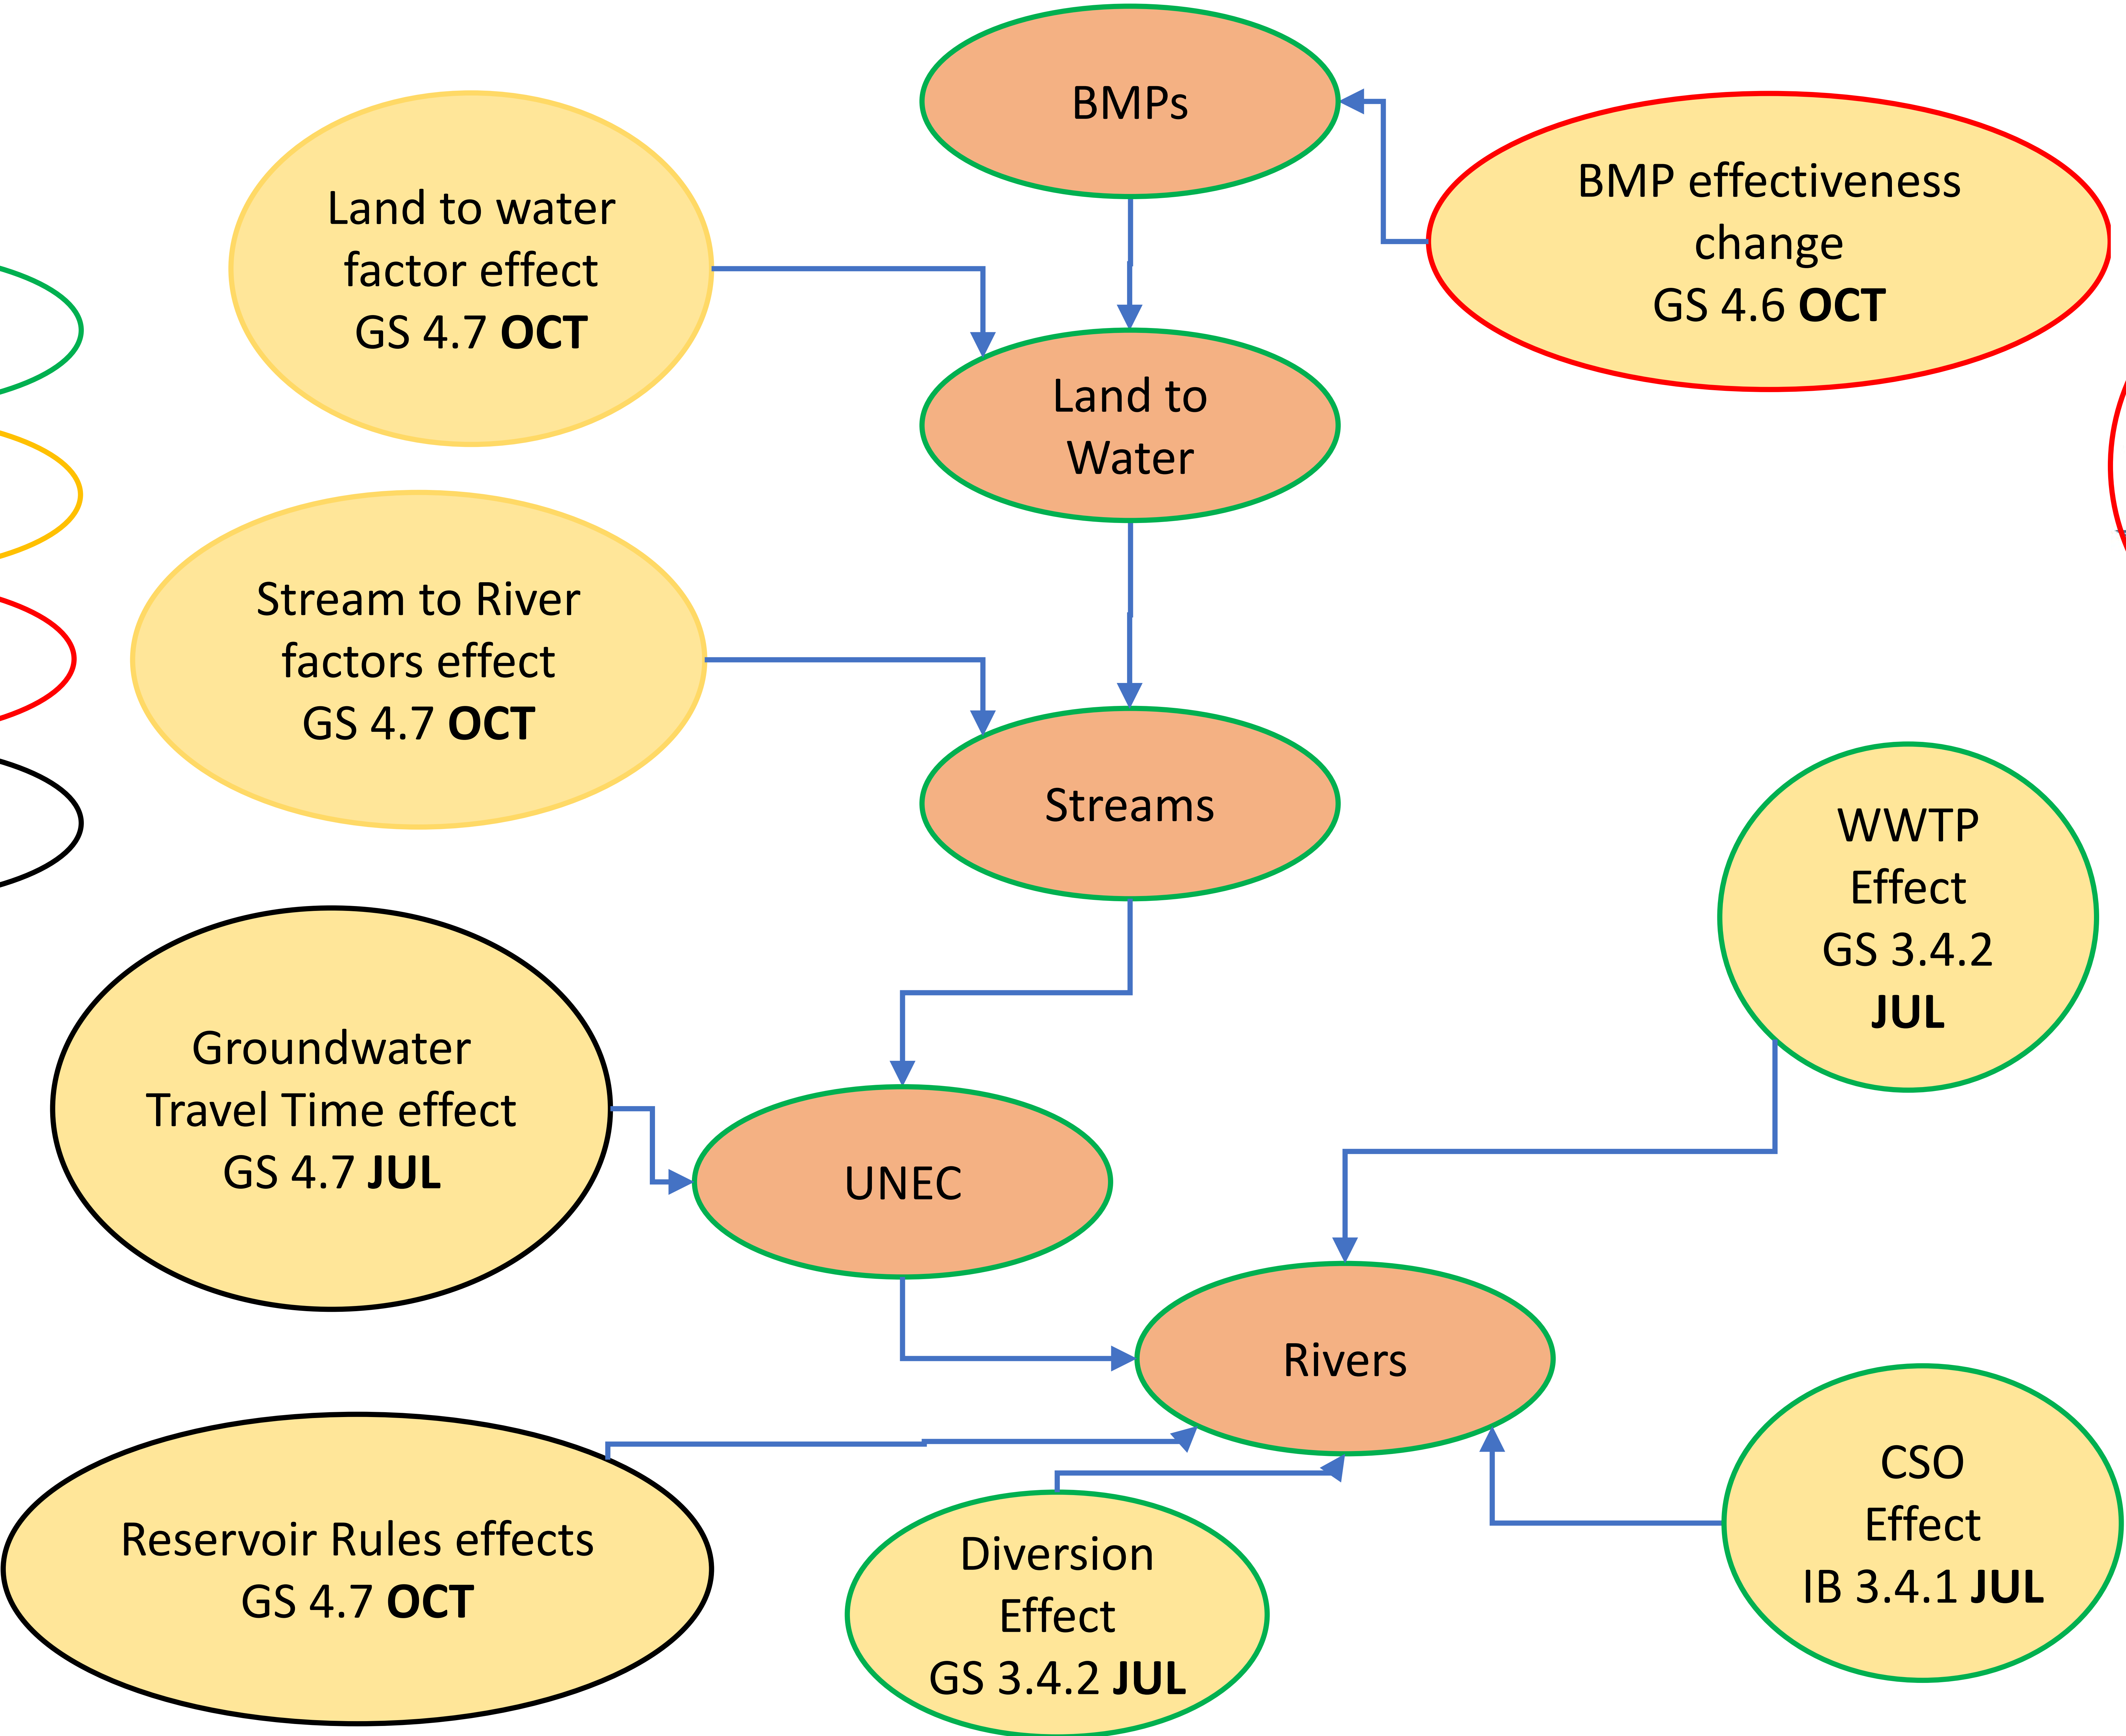 BMPs
Land to water
factor effect
GS 4.7 OCT
BMP effectiveness
change
GS 4.6 OCT
Land to
Water
Stream to River
factors effect
GS 4.7 OCT
Streams
WWTP
Effect
GS 3.4.2
JUL
Groundwater
Travel Time effect
GS 4.7 JUL
UNEC
Rivers
Reservoir Rules effects
GS 4.7 OCT
Diversion
Effect
GS 3.4.2 JUL
CSO
Effect
IB 3.4.1 JUL